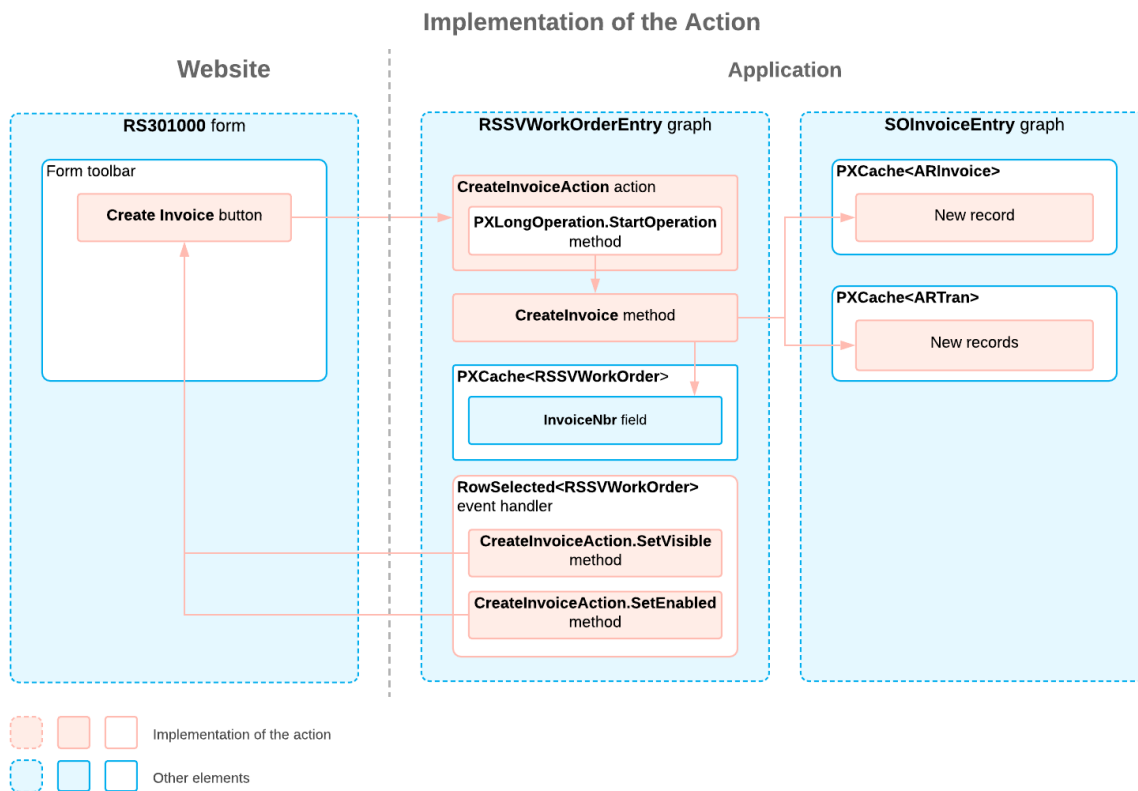 Implementation of the Action
Website
Application
RS301000 form
Form toolbar
Create Invoice button
RSSVWorkOrderEntry graph
CreateInvoiceAction action
PXLongOperation.StartOperation
method
CreateInvoice method
PXCache<RSSVWorkOrder>
InvoiceNbr field
RowSelected<RSSVWorkOrder>
event handler
CreateInvoiceAction.SetVisible
method
CreateInvoiceAction.SetEnabled
method
SOInvoiceEntry graph
PXCache<ARInvoice>
New record
PXCache<ARTran>
New records
Implementation of the action
Other elements